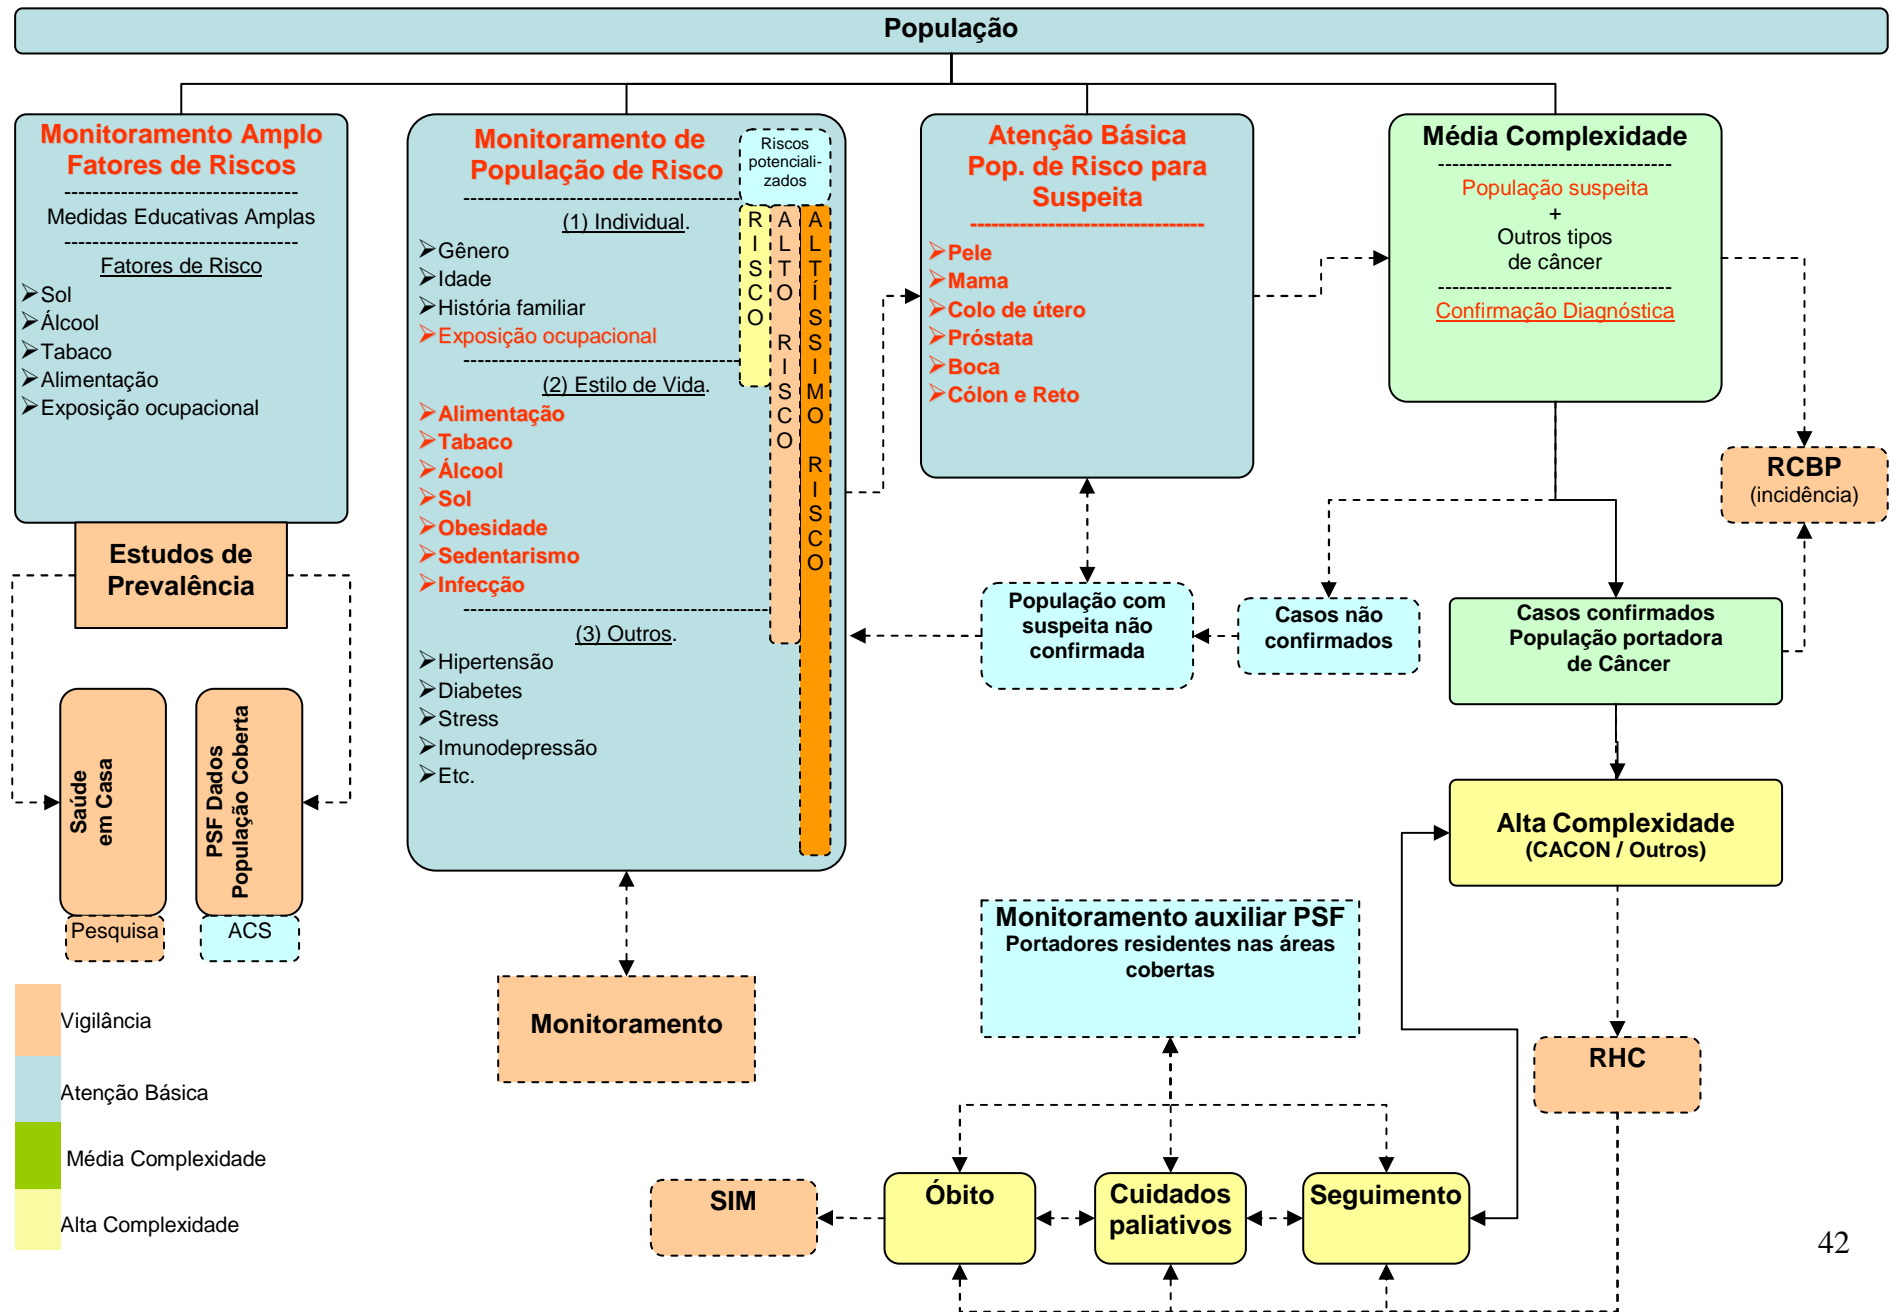 População
Monitoramento Amplo
Fatores de Riscos
Medidas Educativas Amplas
Fatores de Risco
Sol
Álcool
Tabaco
Alimentação
Exposição ocupacional
Estudos de
Prevalência
Saúde
em Casa
PSF Dados
População Coberta
Pesquisa
ACS
Monitoramento de
População de Risco
Riscos
potenciali-
zados
(1) Individual.
Gênero
Idade
História familiar
Exposição ocupacional
(2) Estilo de Vida.
Alimentação
Tabaco
Álcool
Sol
Obesidade
Sedentarismo
Infecção
(3) Outros.
Hipertensão
Diabetes
Stress
Imunodepressão
Etc.
RISCO
ALTO RISCO
ALTÍSSIMO RISCO
Monitoramento
Atenção Básica
Pop. de Risco para
Suspeita
Pele
Mama
Colo de útero
Próstata
Boca
Cólon e Reto
Média Complexidade
População suspeita
+
Outros tipos
de câncer
Confirmação Diagnóstica
RCBP
(incidência)
População com
suspeita não
confirmada
Casos não
confirmados
Casos confirmados
População portadora
de Câncer
Alta Complexidade
(CACON / Outros)
Monitoramento auxiliar PSF
Portadores residentes nas áreas
cobertas
RHC
SIM
Óbito
Cuidados
paliativos
Seguimento
Vigilância
Atenção Básica
Média Complexidade
Alta Complexidade
42